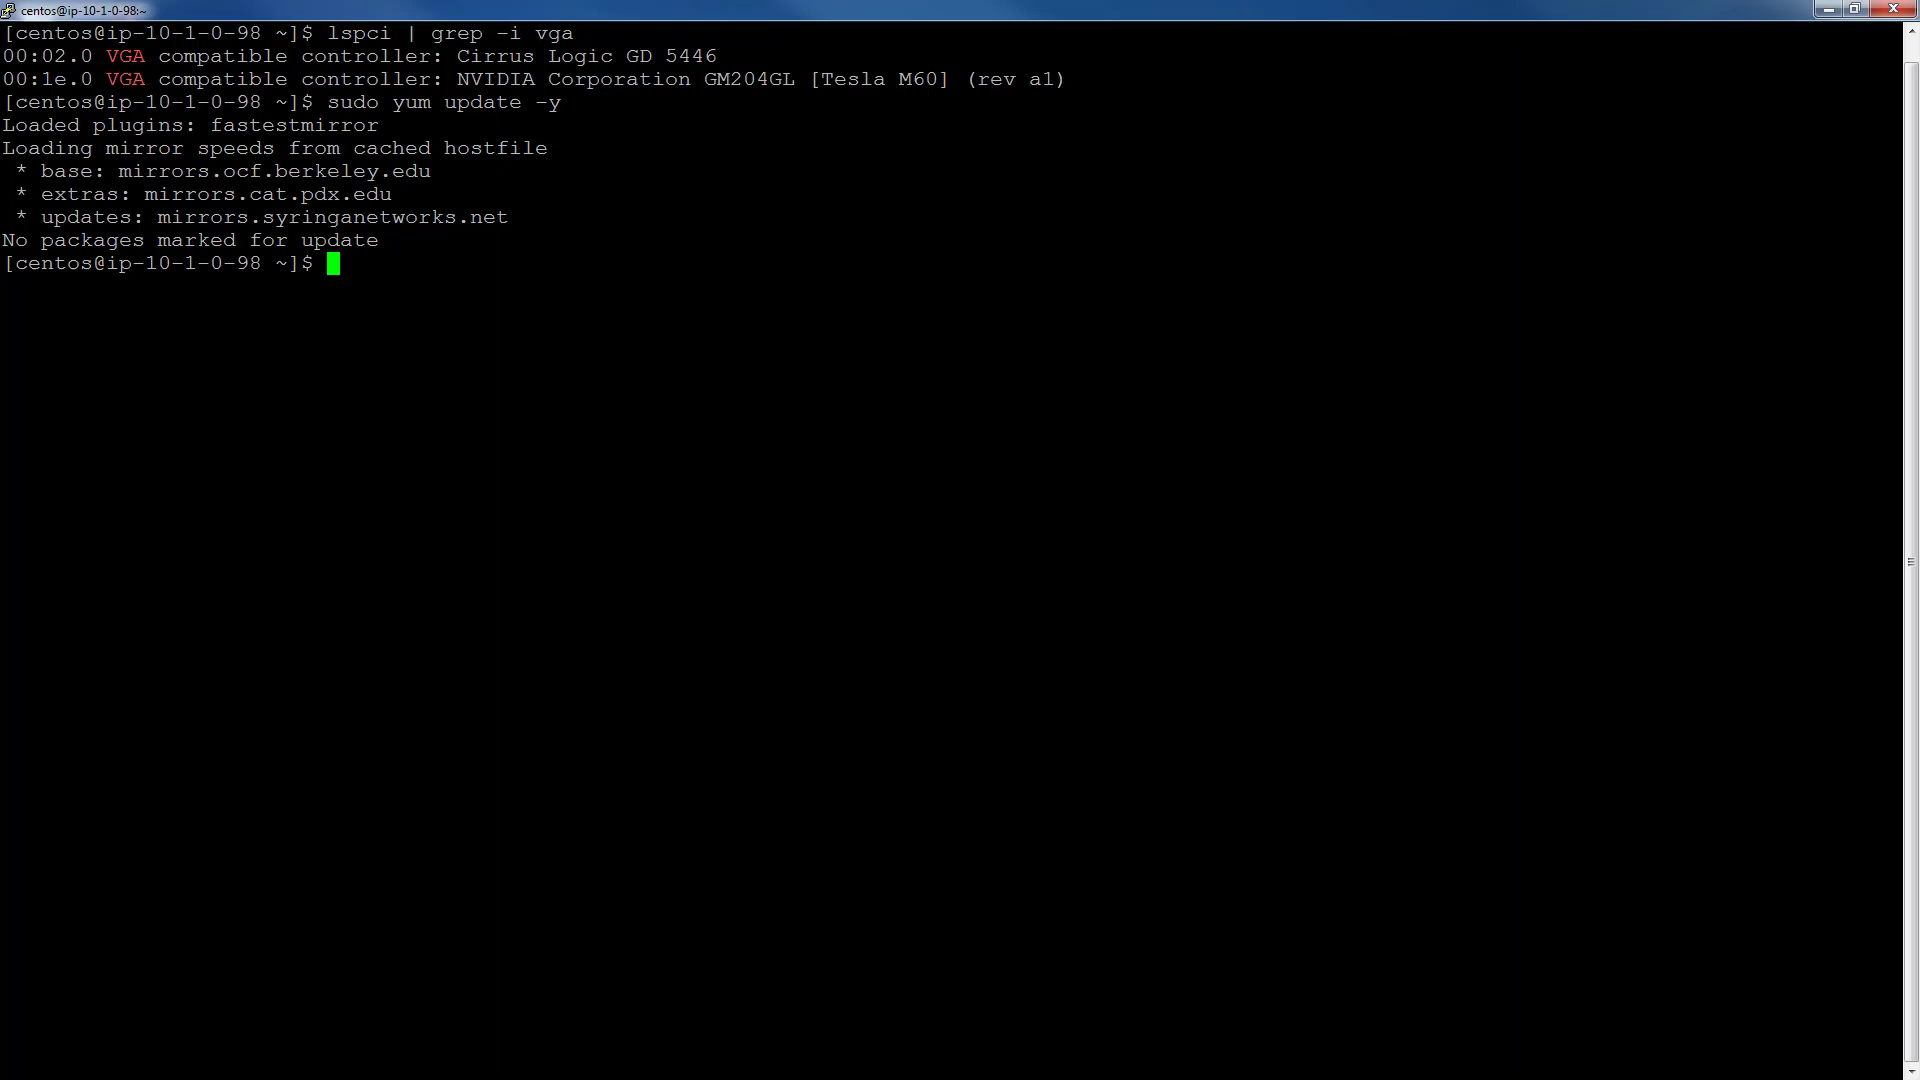 centos@ip-10-1-0-98:~
[centos@ip-10-1-0-98 ~]$ lspci | grep -i vga
00:02.0 VGA compatible controller: Cirrus Logic GD 5446
00:1e.0 VGA compatible controller: NVIDIA Corporation GM204GL [Tesla M60] (rev a1)
[centos@ip-10-1-0-98 ~]$ sudo yum update -y
Loaded plugins: fastestmirror
Loading mirror speeds from cached hostfile
 * base: mirrors.ocf.berkeley.edu
 * extras: mirrors.cat.pdx.edu
 * updates: mirrors.syringanetworks.net
No packages marked for update
[centos@ip-10-1-0-98 ~]$